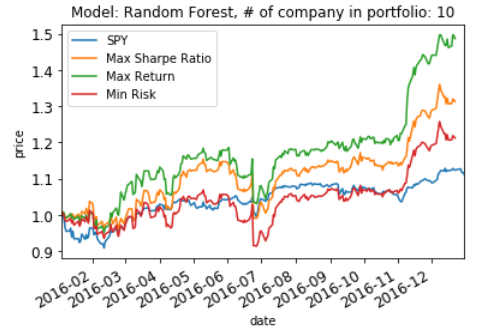 Model: Random Forest, # of company in portfolio: 10
SPY
Max Sharpe Ratio
Max Return
Min Risk
1.5
1.4
1.3
1.2
1.1
1.0
0.9
price
2016-02
2016-03
2016-04
2016-05
2016-06
2016-07
2016-08
2016-09
2016-10
2016-11
2016-12
date